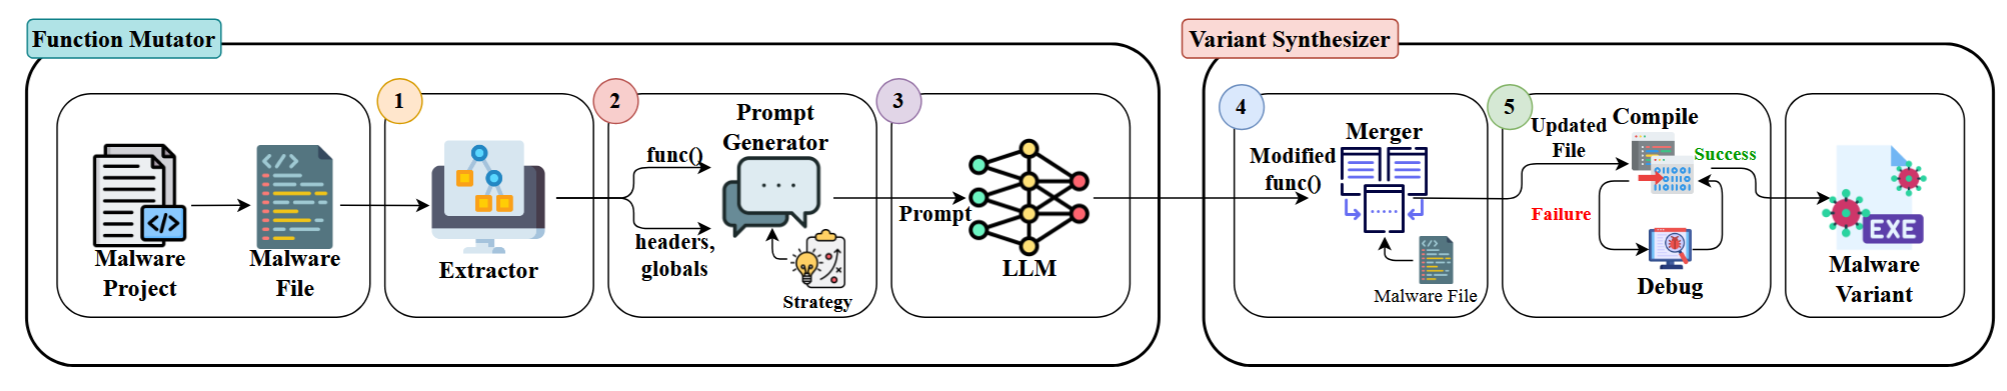 Function Mutator
Malware
Project
Malware
File
1
Extractor
2
func()
headers,
globals
Prompt
Generator
Strategy
3
Prompt
LLM
Variant Synthesizer
4
Modified
func()
Merger
Malware File
5
Updated
File
Compile
Success
Failure
Debug
EXE
Malware
Variant